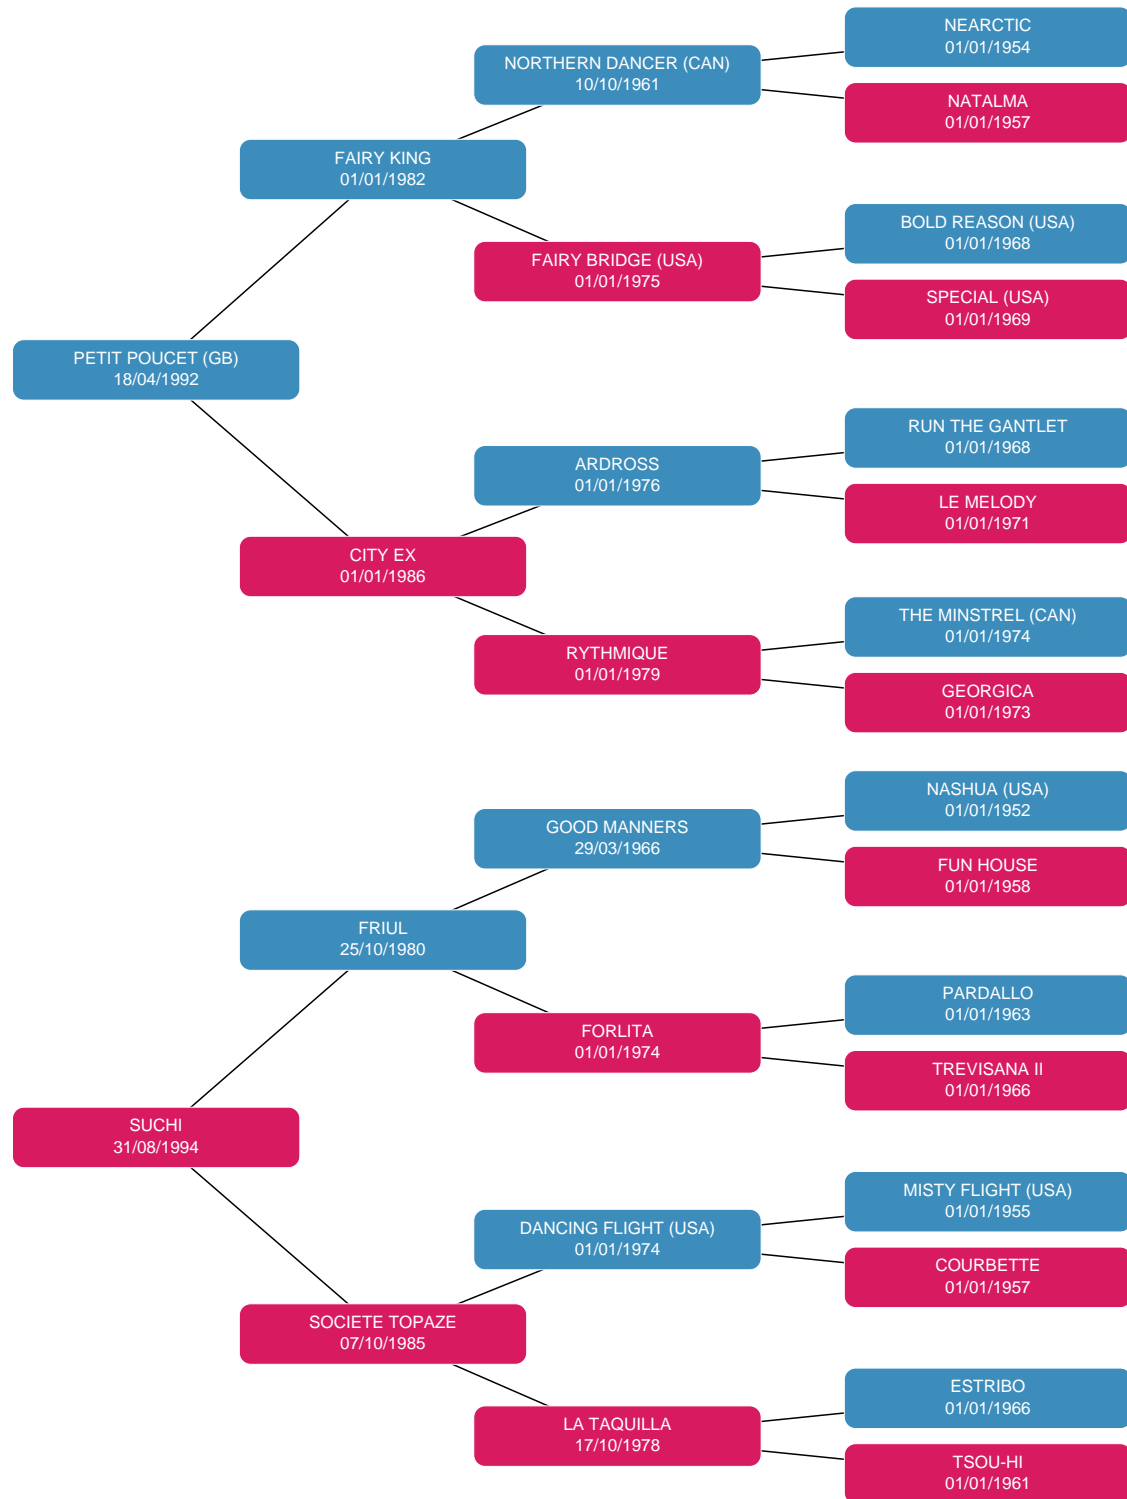 NEARCTIC
01/01/1954
NORTHERN DANCER (CAN)
10/10/1961
NATALMA
01/01/1957
FAIRY KING
01/01/1982
BOLD REASON (USA)
01/01/1968
FAIRY BRIDGE (USA)
01/01/1975
SPECIAL (USA)
01/01/1969
PETIT POUCET (GB)
18/04/1992
RUN THE GANTLET
01/01/1968
ARDROSS
01/01/1976
LE MELODY
01/01/1971
CITY EX
01/01/1986
THE MINSTREL (CAN)
01/01/1974
RYTHMIQUE
01/01/1979
GEORGICA
01/01/1973
NASHUA (USA)
01/01/1952
GOOD MANNERS
29/03/1966
FUN HOUSE
01/01/1958
FRIUL
25/10/1980
PARDALLO
01/01/1963
FORLITA
01/01/1974
TREVISANA II
01/01/1966
SUCHI
31/08/1994
MISTY FLIGHT (USA)
01/01/1955
DANCING FLIGHT (USA)
01/01/1974
COURBETTE
01/01/1957
SOCIETE TOPAZE
07/10/1985
ESTRIBO
01/01/1966
LA TAQUILLA
17/10/1978
TSOU-HI
01/01/1961